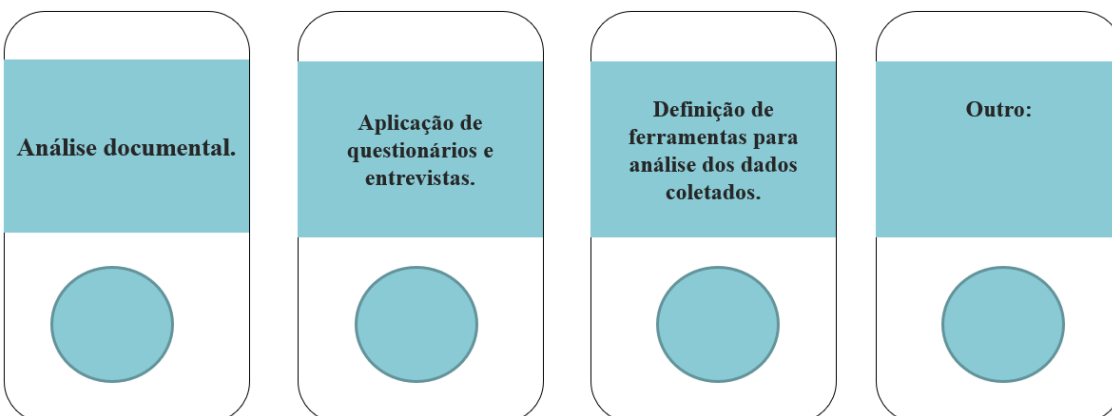 Análise documental.
Aplicação de
questionários e
entrevistas.
Definição de
ferramentas para
análise dos dados
coletados.
Outro: